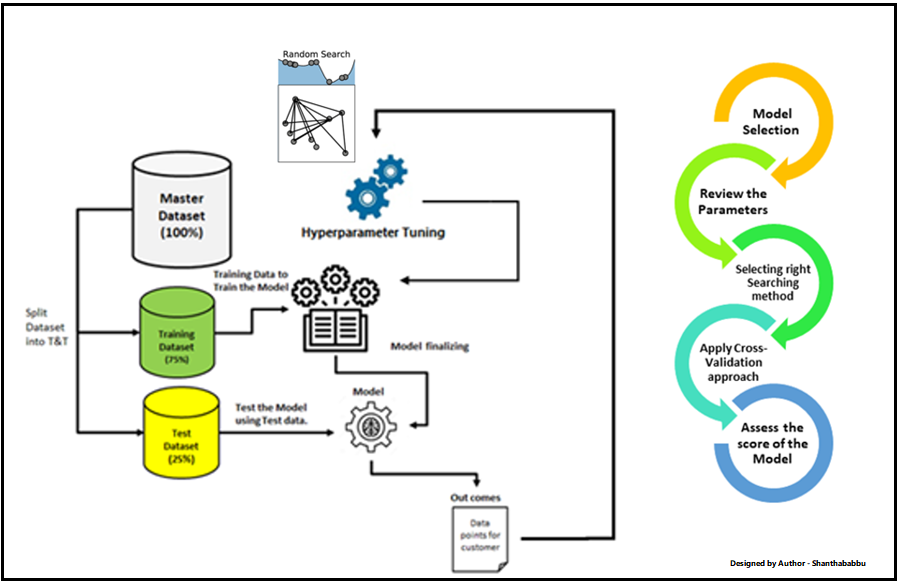 Random Search
Master
Dataset
(100%)
Hyperparameter Tuning
Training Data to
Train the Model
Split
Dataset
into T&T
Training
Dataset
(75%)
Model finalizing
Test the Model
using Test data.
Model
Test
Dataset
(25%)
Out comes
Data
points for
customer
Model
Selection
Review the
Parameters
Selecting right
Searching
method
Apply Cross-
Validation
approach
Assess the
score of the
Model
Designed by Author - Shanthababbu